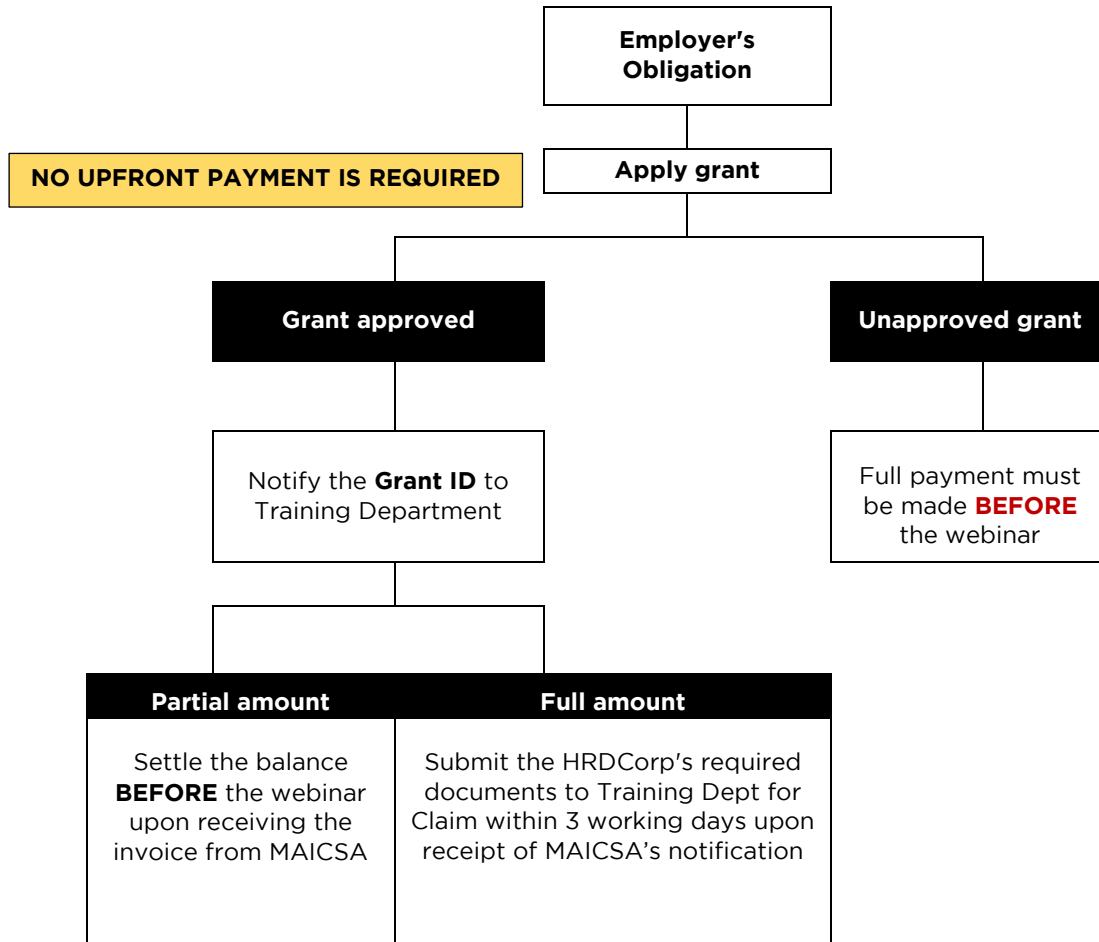 Employer's
Obligation
NO UPFRONT PAYMENT IS REQUIRED
Apply grant
Grant approved
Unapproved grant
Notify the Grant ID to
Training Department
Full payment must
be made BEFORE
the webinar
Partial amount
Full amount
Settle the balance
BEFORE the webinar
upon receiving the
invoice from MAICSA
Submit the HRDCorp's required
documents to Training Dept for
Claim within 3 working days upon
receipt of MAICSA’s notification